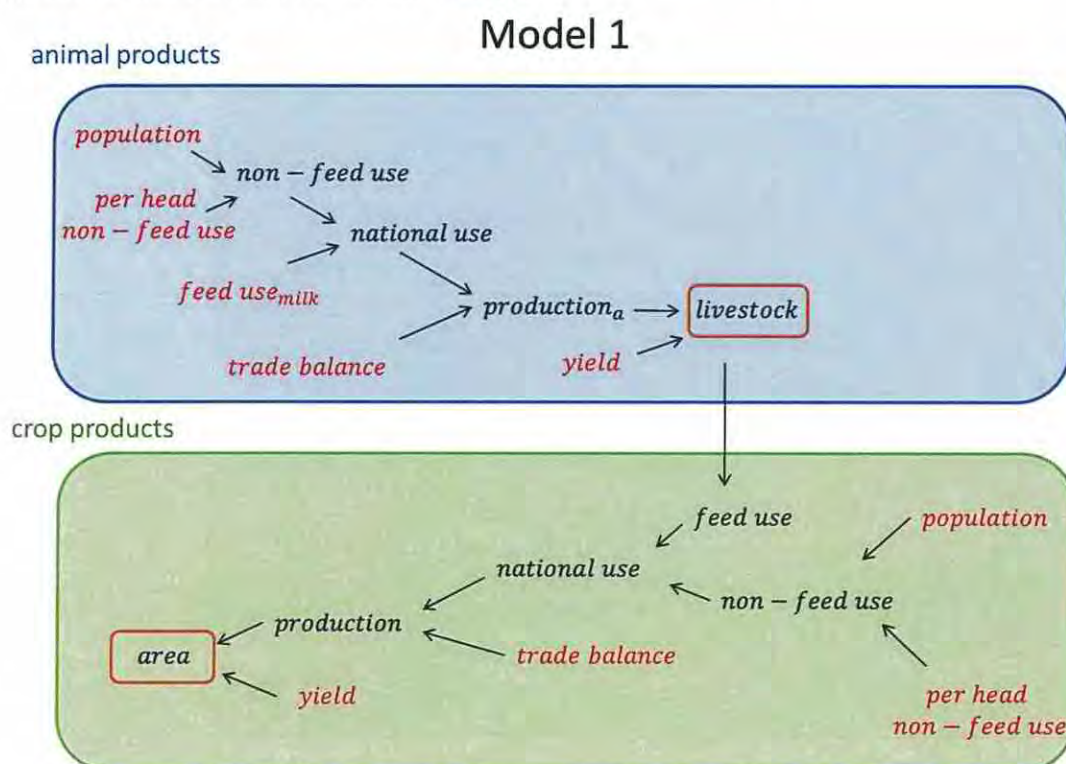 Model 1
animal products
population
non – feed use
per head
non – feed use
national use
feed use_milk
production_a
livestock
trade balance
yield
crop products
feed use
population
national use
non – feed use
production
area
trade balance
yield
per head
non – feed use